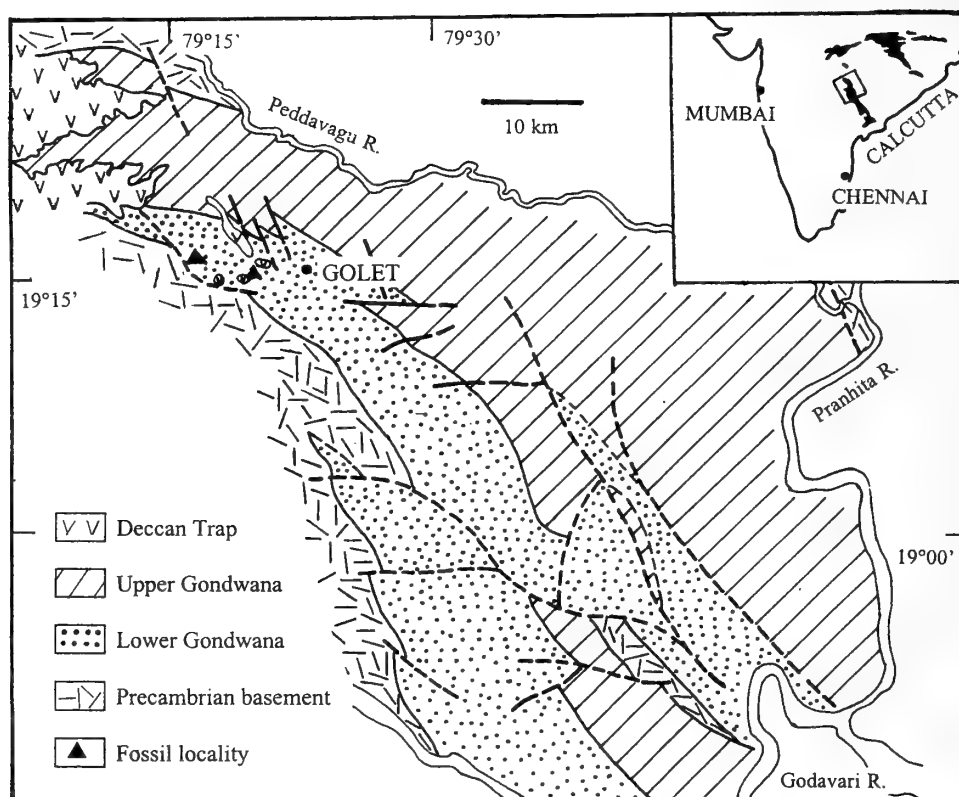 79°15'
79°30'
Peddavagu R.
10 km
MUMBAI
CALCUTTA
CHENNAI
GOLET
19°15'
Pranhita R.
Deccan Trap
19°00'
Upper Gondwana
Lower Gondwana
Precambrian basement
Fossil locality
Godavari R.